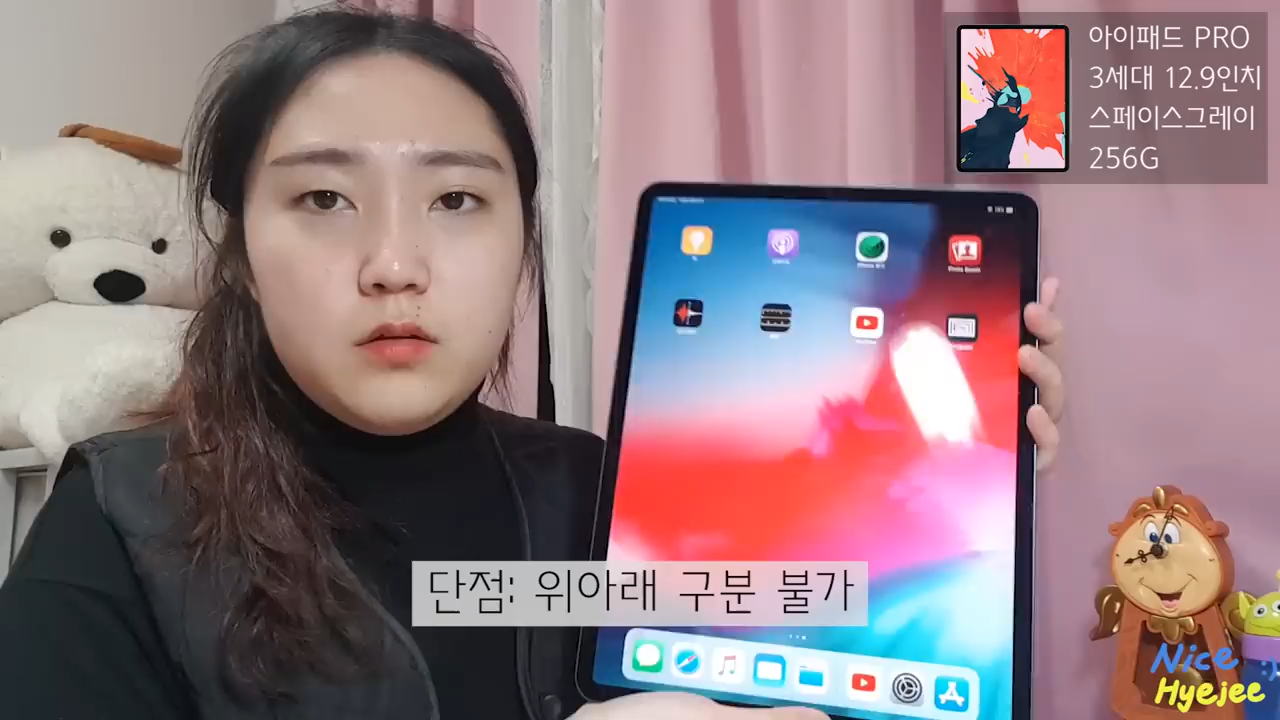 아이패드 PRO
3세대 12.9인치
스페이스그레이
256G
단점: 위아래 구분 불가
Nice
Hyejee